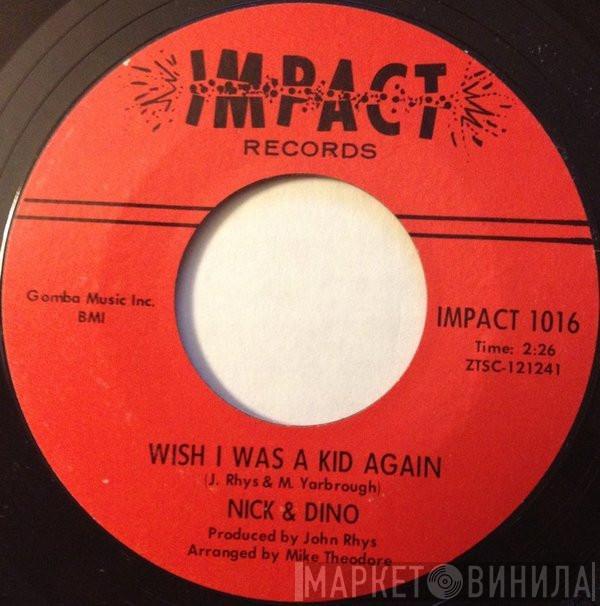 IMPACT
RECORDS
Gomba Music Inc.
BMI
IMPACT 1016
Time: 2:26
ZTSC-121241
WISH I WAS A KID AGAIN
(J. Rhys & M. Yarbrough)
NICK & DINO
Produced by John Rhys
Arranged by Mike Theodore
МАРКЕТ ВИНИЛА